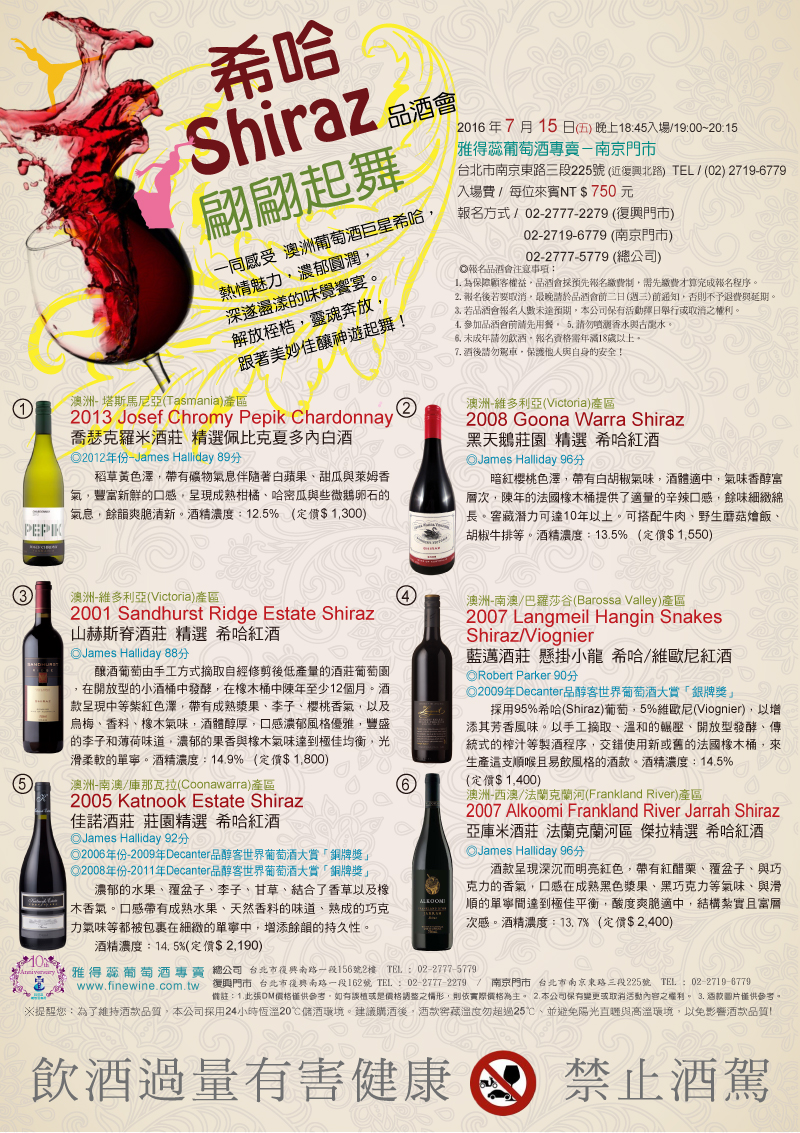 希哈
Shiraz 品酒會
翩翩起舞
一同感受 澳洲葡萄酒巨星希哈，
熱情魅力，濃郁圓潤，
深邃盪漾的味覺饗宴。
解放桎梏，靈魂奔放，
跟著美妙佳釀神遊起舞！
2016 年 7 月 15 日(五) 晚上18:45入場/19:00~20:15
雅得蕊葡萄酒專賣－南京門市
台北市南京東路三段225號 (近復興北路) TEL / (02) 2719-6779
入場費 / 每位來賓NT $ 750 元
報名方式 / 02-2777-2279 (復興門市)
02-2719-6779 (南京門市)
02-2777-5779 (總公司)
◎報名品酒會注意事項：
1.為保障顧客權益，品酒會採預先報名繳費制，需先繳費才算完成報名程序。
2.報名後若要取消，最晚請於品酒會前二日(週三)前通知，否則不予退費與延期。
3.若品酒會報名人數未達預期，本公司保有活動擇日舉行或取消之權利。
4.參加品酒會前請先用餐。 5.請勿噴灑香水與古龍水。
6.未成年請勿飲酒。報名資格需年滿18歲以上。
7.酒後請勿駕車，保護他人與自身的安全！
①
澳洲- 塔斯馬尼亞(Tasmania)產區
2013 Josef Chromy Pepik Chardonnay
喬瑟克羅米酒莊 精選佩比克夏多內白酒
◎2012年份-James Halliday 89分
稻草黃色澤，帶有礦物氣息伴隨著白蘋果、甜瓜與萊姆香
氣，豐富新鮮的口感，呈現成熟柑橘、哈密瓜與些微鵝卵石的
氣息，餘韻爽脆清新。酒精濃度：12.5% (定價$ 1,300)
PEPIK
②
澳洲-維多利亞(Victoria)產區
2008 Goona Warra Shiraz
黑天鵝莊園 精選 希哈紅酒
◎James Halliday 96分
暗紅櫻桃色澤，帶有白胡椒氣味，酒體適中，氣味香醇富
層次，陳年的法國橡木桶提供了適量的辛辣口感，餘味細緻綿
長。窖藏潛力可達10年以上。可搭配牛肉、野生蘑菇燴飯、
胡椒牛排等。酒精濃度：13.5% (定價$ 1,550)
③
澳洲-維多利亞(Victoria)產區
2001 Sandhurst Ridge Estate Shiraz
山赫斯脊酒莊 精選 希哈紅酒
◎James Halliday 88分
釀酒葡萄由手工方式摘取自經修剪後低產量的酒莊葡萄園
，在開放型的小酒桶中發酵，在橡木桶中陳年至少12個月。酒
款呈現中等紫紅色澤，帶有成熟漿果、李子、櫻桃香氣，以及
烏梅、香料、橡木氣味，酒體醇厚，口感濃郁風格優雅，豐盛
的李子和薄荷味道，濃郁的果香與橡木氣味達到極佳均衡，光
滑柔軟的單寧。酒精濃度：14.9% (定價$ 1,800)
SANDHURST
④
澳洲-南澳/巴羅莎谷(Barossa Valley)產區
2007 Langmeil Hangin Snakes
Shiraz/Viognier
藍邁酒莊 懸掛小龍 希哈/維歐尼紅酒
◎Robert Parker 90分
◎2009年Decanter品醇客世界葡萄酒大賞「銀牌獎」
採用95%希哈(Shiraz)葡萄，5%維歐尼(Viognier)，以增
添其芳香風味。以手工摘取、溫和的輾壓、開放型發酵、傳
統式的榨汁等製酒程序，交錯使用新或舊的法國橡木桶，來
生產這支順喉且易飲風格的酒款。酒精濃度：14.5%
(定價$ 1,400)
⑤
澳洲-南澳/庫那瓦拉(Coonawarra)產區
2005 Katnook Estate Shiraz
佳諾酒莊 莊園精選 希哈紅酒
◎James Halliday 92分
◎2006年份-2009年Decanter品醇客世界葡萄酒大賞「銅牌獎」
◎2008年份-2011年Decanter品醇客世界葡萄酒大賞「銅牌獎」
濃郁的水果、覆盆子、李子、甘草、結合了香草以及橡
木香氣。口感帶有成熟水果、天然香料的味道、熟成的巧克
力氣味等都被包裹在細緻的單寧中，增添餘韻的持久性。
酒精濃度：14.5%(定價$ 2,190)
⑥
澳洲-西澳/法蘭克蘭河(Frankland River)產區
2007 Alkoomi Frankland River Jarrah Shiraz
亞庫米酒莊 法蘭克蘭河區 傑拉精選 希哈紅酒
◎James Halliday 96分
酒款呈現深沉而明亮紅色，帶有紅醋栗、覆盆子、與巧
克力的香氣，口感在成熟黑色漿果、黑巧克力等氣味、與滑
順的單寧間達到極佳平衡，酸度爽脆適中，結構紮實且富層
次感。酒精濃度：13.7% (定價$ 2,400)
ALKOOMI
10th
Anniversary
雅得蕊葡萄酒專賣
www.finewine.com.tw
總公司 台北市復興南路一段156號2樓 TEL : 02-2777-5779
復興門市 台北市復興南路一段162號 TEL : 02-2777-2279 / 南京門市 台北市南京東路三段225號 TEL : 02-2719-6779
備註：1.此張DM價格僅供參考，如有誤植或是價格調整之情形，則依實際價格為主。 2.本公司保有變更或取消活動內容之權利。 3.酒款圖片僅供參考。
※提醒您：為了維持酒款品質，本公司採用24小時恆溫20℃儲酒環境。建議購酒後，酒款窖藏溫度勿超過25℃、並避免陽光直曬與高溫環境，以免影響酒款品質!
飲酒過量有害健康 禁止酒駕